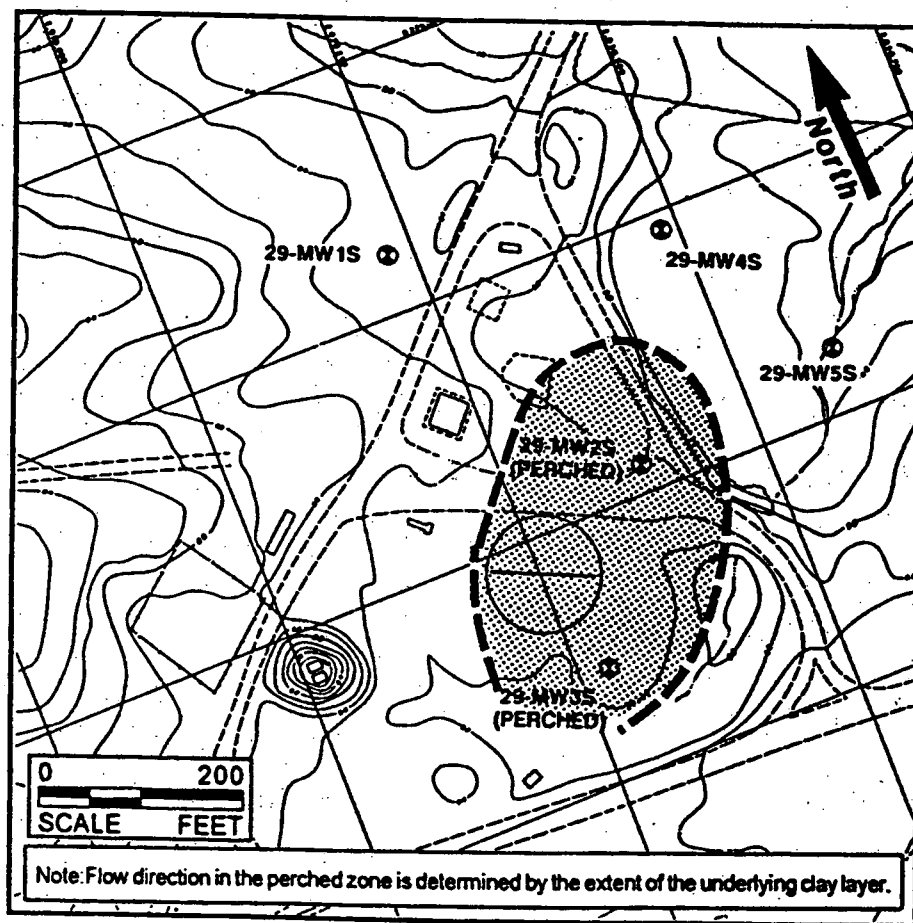 North
29-MW1S
29-MW4S
29-MW5S
29-MW2S
(PERCHED)
29-MW3S
(PERCHED)
0 200
SCALE FEET
Note: Flow direction in the perched zone is determined by the extent of the underlying clay layer.